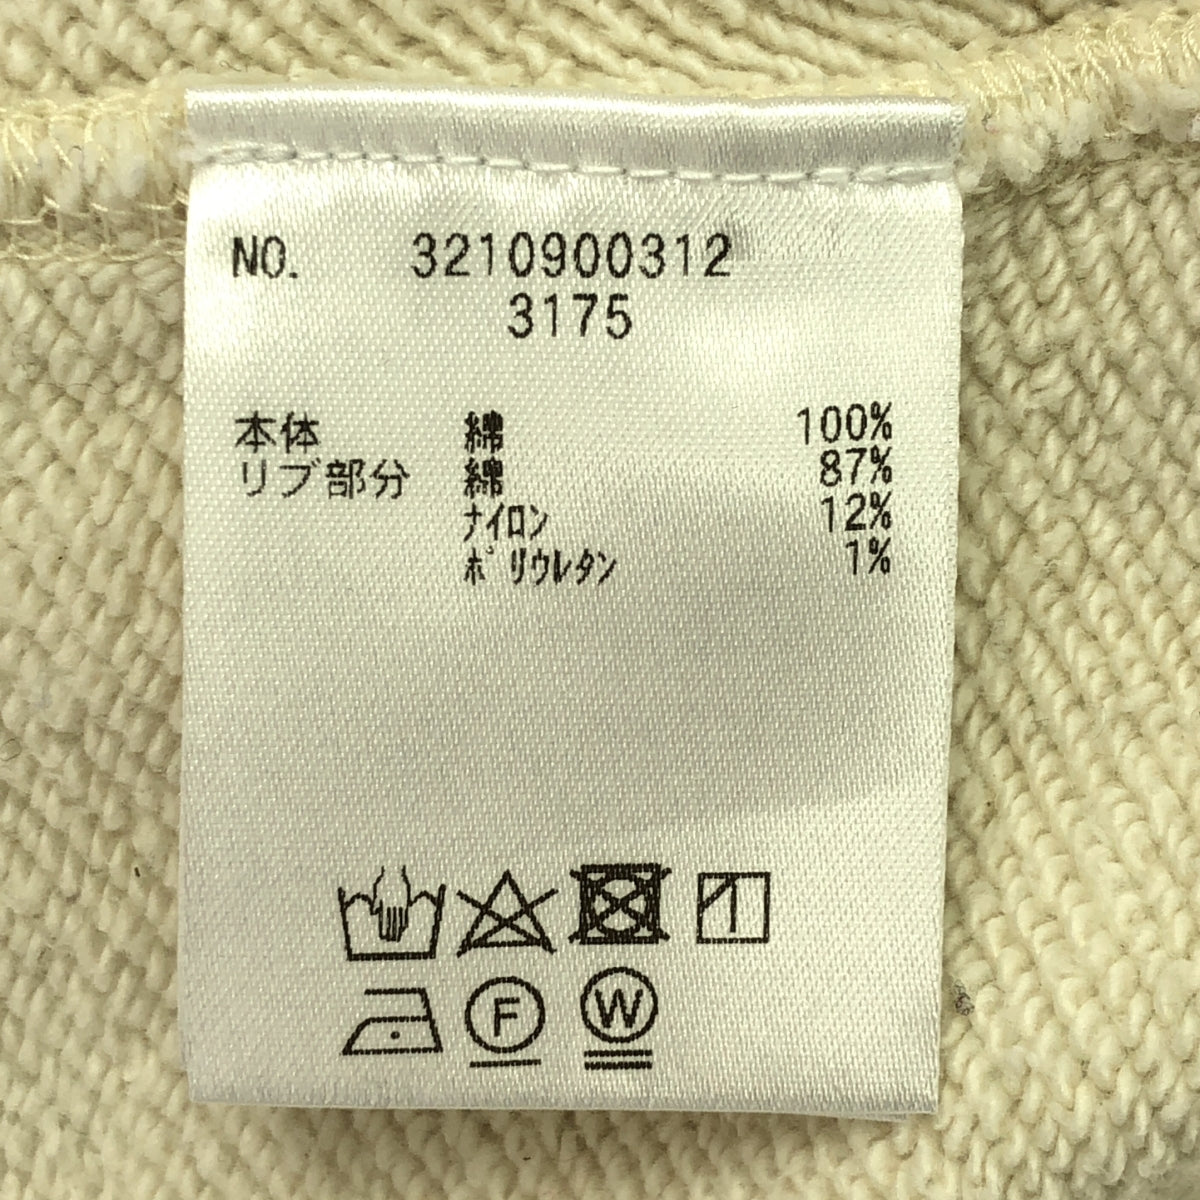 NO. 3210900312
3175
本体 綿 100%
リブ部分 綿 87%
ナイロン 12%
ポリウレタン 1%
F W